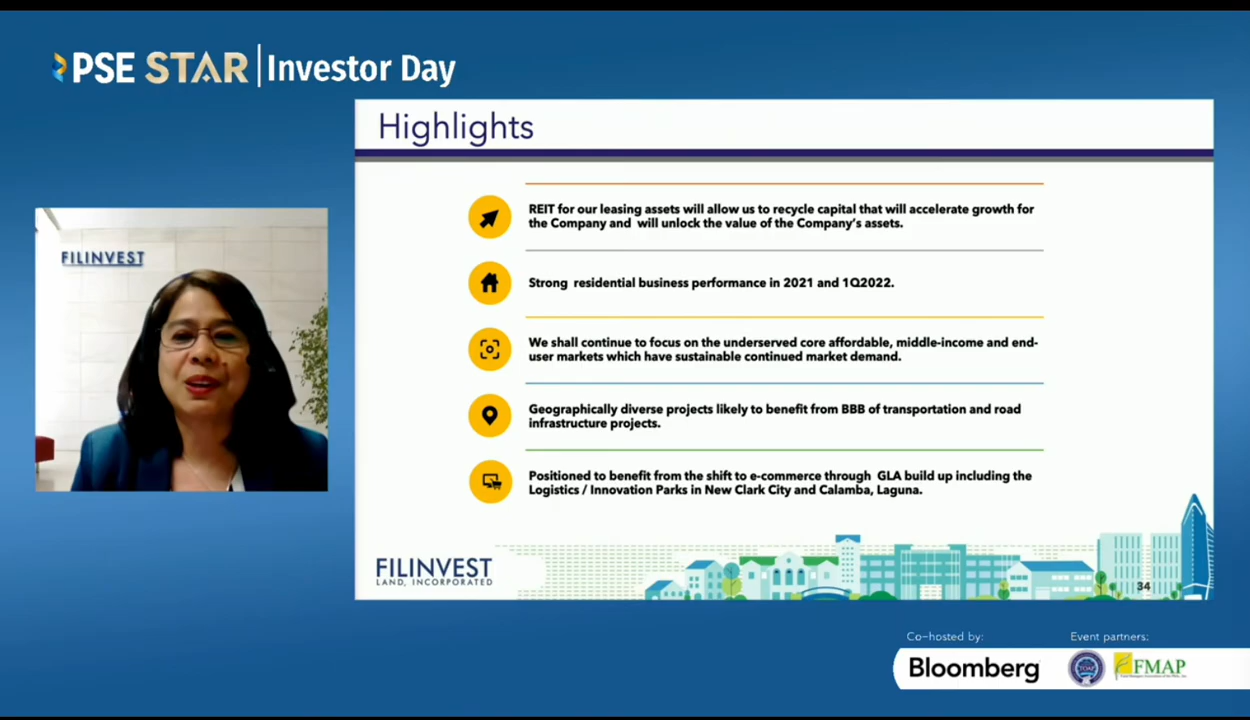 PSE STAR Investor Day
Highlights
FILINVEST
REIT for our leasing assets will allow us to recycle capital that will accelerate growth for
the Company and will unlock the value of the Company's assets.
Strong residential business performance in 2021 and 1Q2022.
We shall continue to focus on the underserved core affordable, middle-income and end-
user markets which have sustainable continued market demand.
Geographically diverse projects likely to benefit from BBB of transportation and road
infrastructure projects.
Positioned to benefit from the shift to e-commerce through GLA build up including the
Logistics / Innovation Parks in New Clark City and Calamba, Laguna.
FILINVEST
LAND, INCORPORATED
34
Co-hosted by:
Event partners:
Bloomberg
FMAP